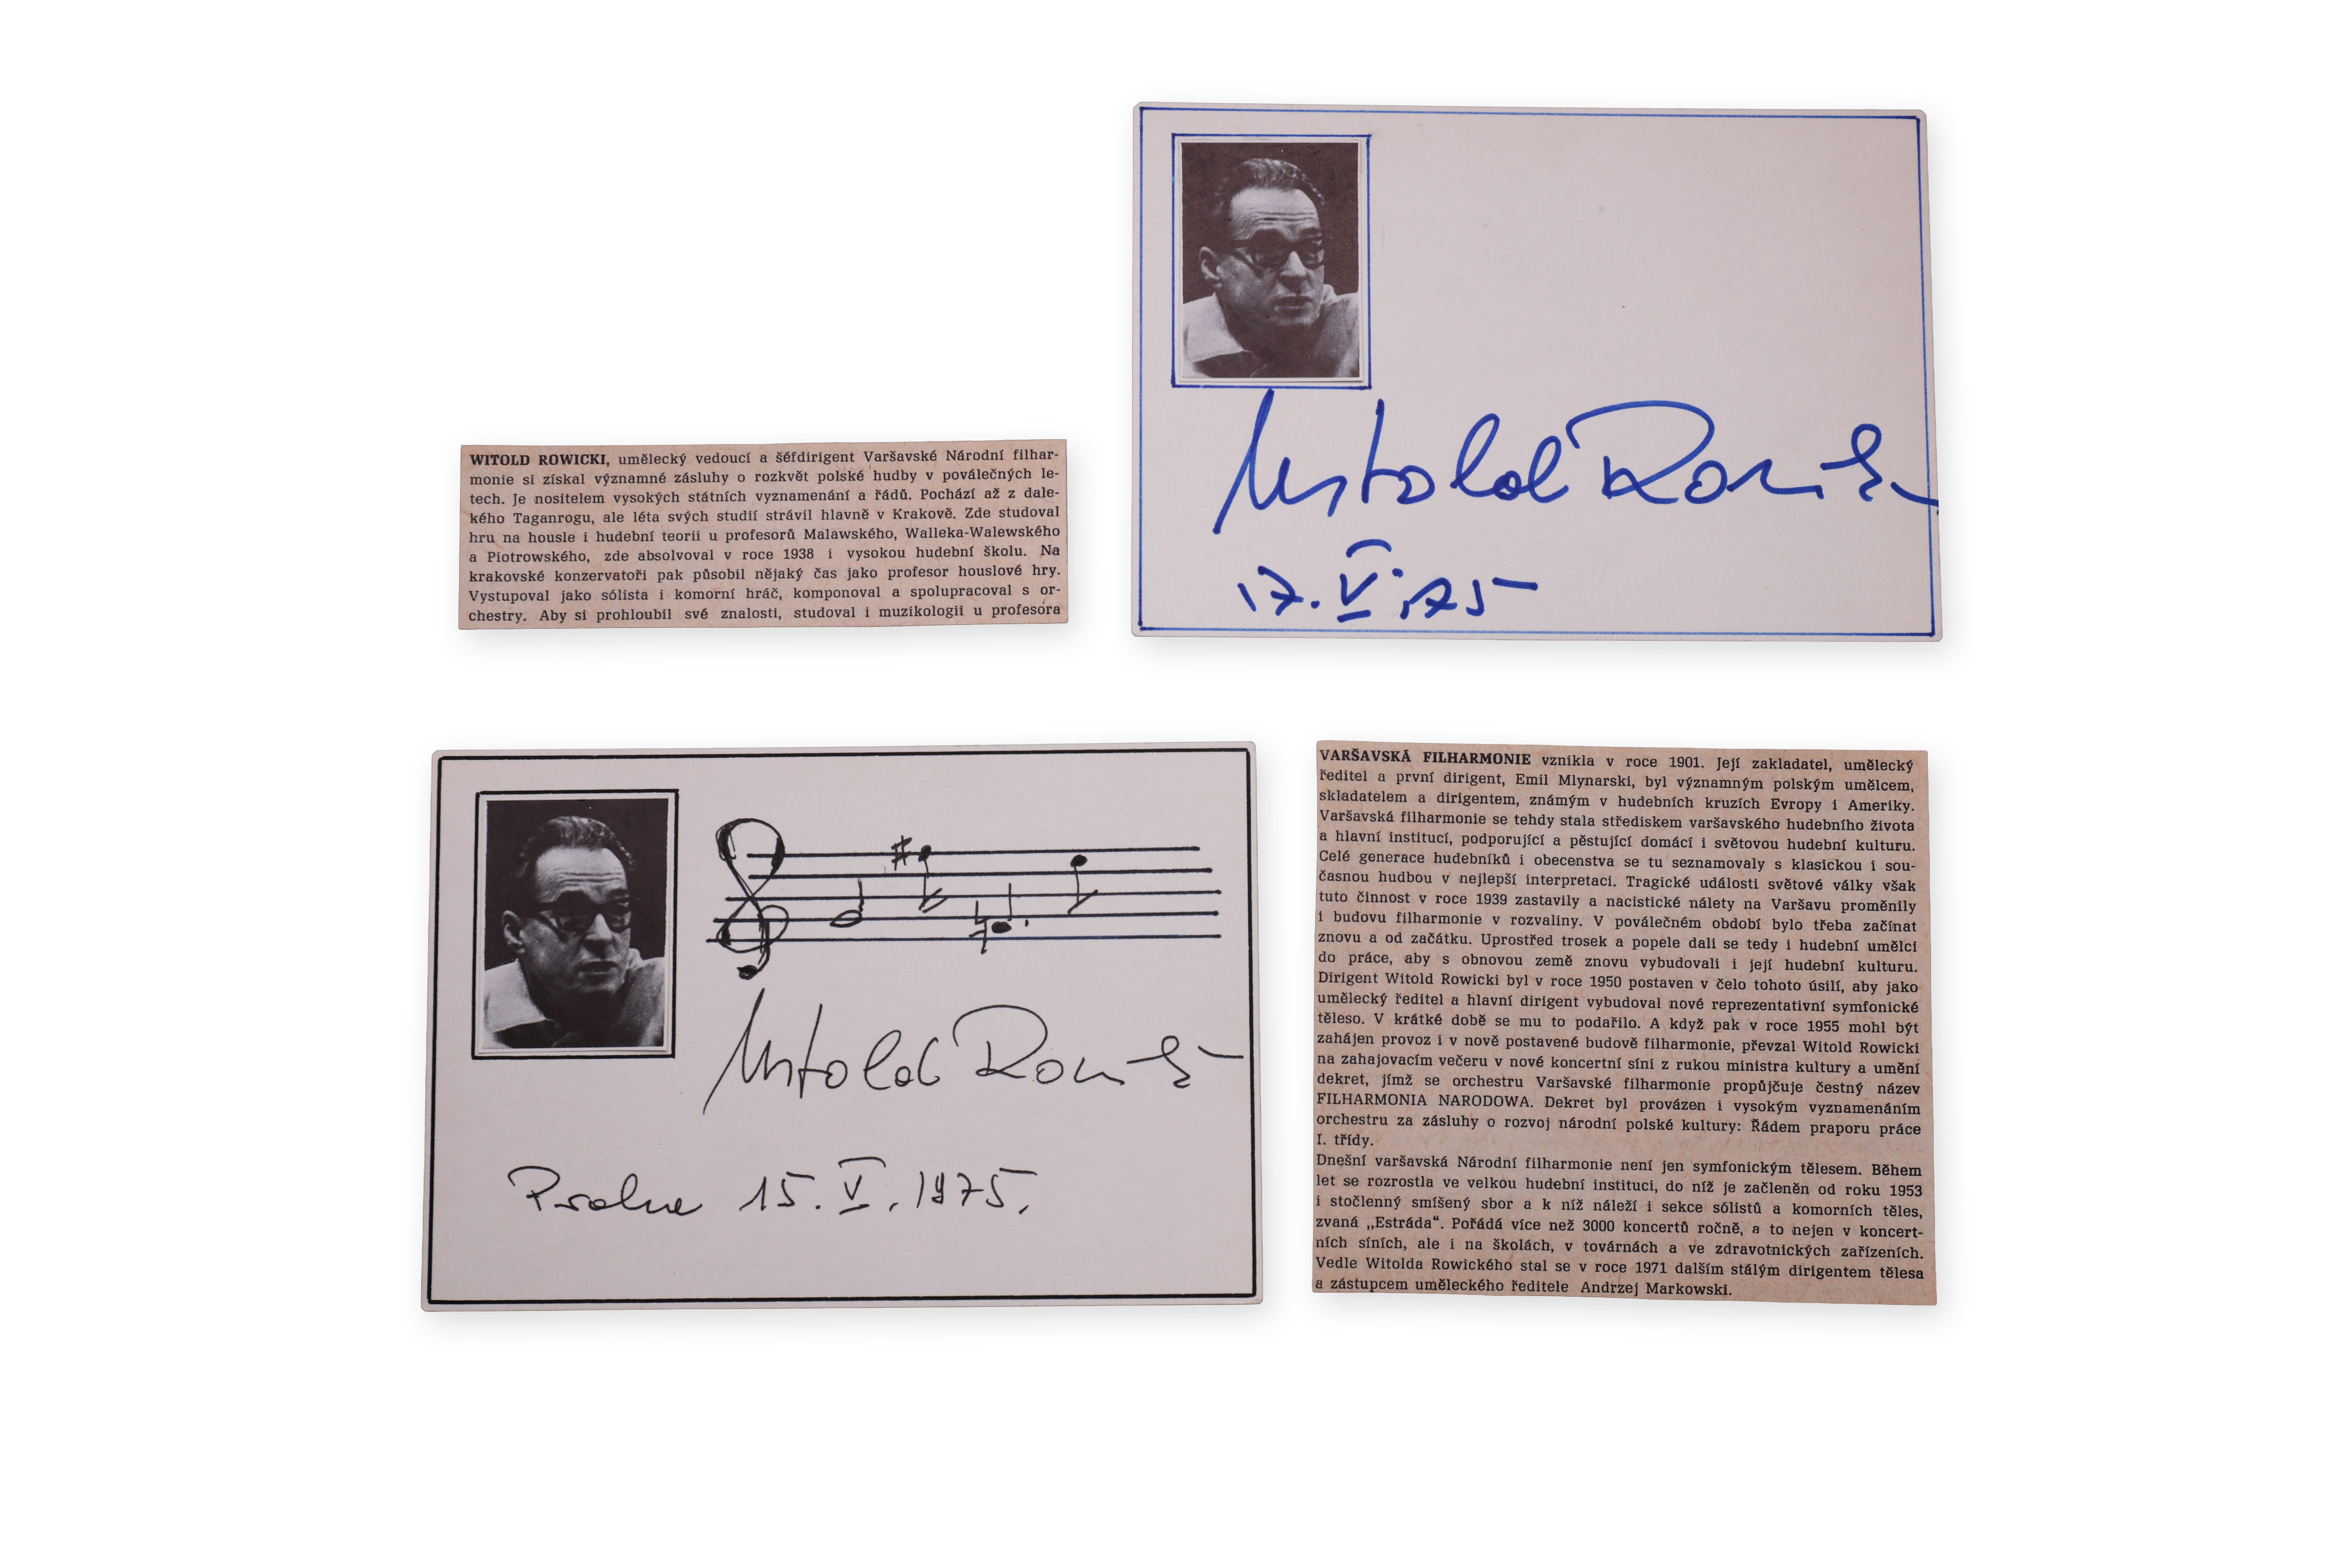 WITOLD ROWICKI, umělecký vedoucí a šéfdirigent Varšavské Národní filhar-
monie si získal významné zásluhy o rozkvět polské hudby v poválečných le-
tech. Je nositelem vysokých státních vyznamenání a řádů. Pochází až z dale-
kého Taganrogu, ale léta svých studií strávil hlavně v Krakově. Zde studoval
hru na housle i hudební teorii u profesorů Malawského, Walleka-Walewského
a Piotrowského, zde absolvoval v roce 1938 i vysokou hudební školu. Na
krakovské konzervatoři pak působil nějaký čas jako profesor houslové hry.
Vystupoval jako sólista i komorní hráč, komponoval a spolupracoval s or-
chestry. Aby si prohloubil své znalosti, studoval i muzikologii u profesora
Witold Rowicki
17. V. 75
Witold Rowicki
Prahue 15. V. 1975.
VARŠAVSKÁ FILHARMONIE vznikla v roce 1901. Její zakladatel, umělecký
ředitel a první dirigent, Emil Mlynarski, byl významným polským umělcem,
skladatelem a dirigentem, známým v hudebních kruzích Evropy i Ameriky.
Varšavská filharmonie se tehdy stala střediskem varšavského hudebního života
a hlavní institucí, podporující a pěstující domácí i světovou hudební kulturu.
Celé generace hudebníků i obecenstva se tu seznamovaly s klasickou i sou-
časnou hudbou v nejlepší interpretaci. Tragické události světové války však
tuto činnost v roce 1939 zastavily a nacistické nálety na Varšavu proměnily
i budovu filharmonie v rozvaliny. V poválečném období bylo třeba začínat
znovu a od začátku. Uprostřed trosek a popele dali se tedy i hudební umělci
do práce, aby s obnovou země znovu vybudovali i její hudební kulturu.
Dirigent Witold Rowicki byl v roce 1950 postaven v čelo tohoto úsilí, aby jako
umělecký ředitel a hlavní dirigent vybudoval nové reprezentativní symfonické
těleso. V krátké době se mu to podařilo. A když pak v roce 1955 mohl být
zahájen provoz i v nově postavené budově filharmonie, převzal Witold Rowicki
na zahajovacím večeru v nové koncertní síni z rukou ministra kultury a umění
dekret, jímž se orchestru Varšavské filharmonie propůjčuje čestný název
FILHARMONIA NARODOWA. Dekret byl provázen i vysokým vyznamenáním
orchestru za zásluhy o rozvoj národní polské kultury: Řádem praporu práce
I. třídy.
Dnešní varšavská Národní filharmonie není jen symfonickým tělesem. Během
let se rozrostla ve velkou hudební instituci, do níž je začleněn od roku 1953
i stočlenný smíšený sbor a k níž náleží i sekce sólistů a komorních těles,
zvaná „Estráda“. Pořádá více než 3000 koncertů ročně, a to nejen v koncert-
ních síních, ale i na školách, v továrnách a ve zdravotnických zařízeních.
Vedle Witolda Rowického stal se v roce 1971 dalším stálým dirigentem tělesa
a zástupcem uměleckého ředitele Andrzej Markowski.